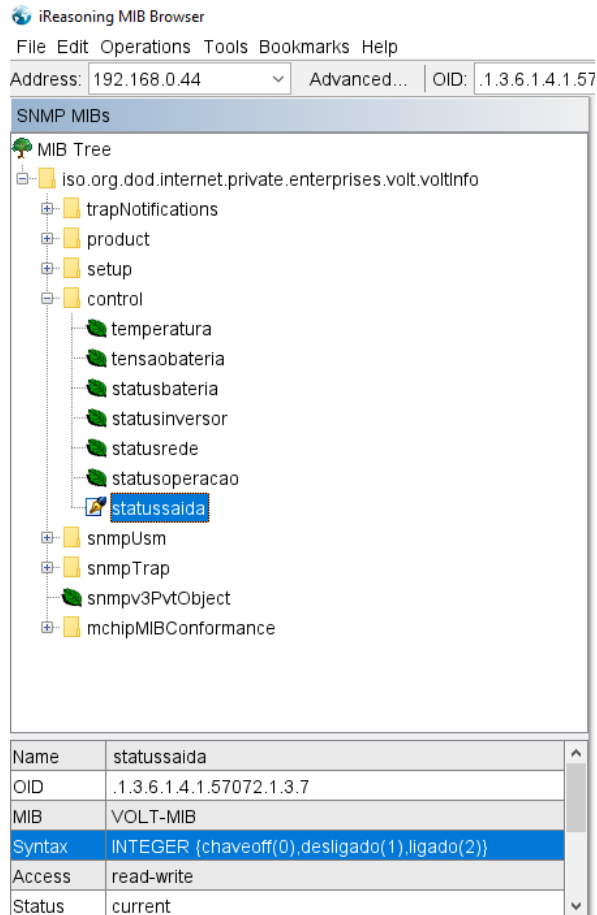 iReasoning MIB Browser
File Edit Operations Tools Bookmarks Help
Address: 192.168.0.44 Advanced... OID: .1.3.6.1.4.1.57
SNMP MIBs
MIB Tree
iso.org.dod.internet.private.enterprises.volt.voltInfo
trapNotifications
product
setup
control
temperatura
tensaobateria
statusbateria
statusinversor
statusrede
statusoperacao
statussaida
snmpUsm
snmpTrap
snmpv3PvtObject
mchipMIBConformance
Name statussaida
OID .1.3.6.1.4.1.57072.1.3.7
MIB VOLT-MIB
Syntax INTEGER {chaveoff(0),desligado(1),ligado(2)}
Access read-write
Status current